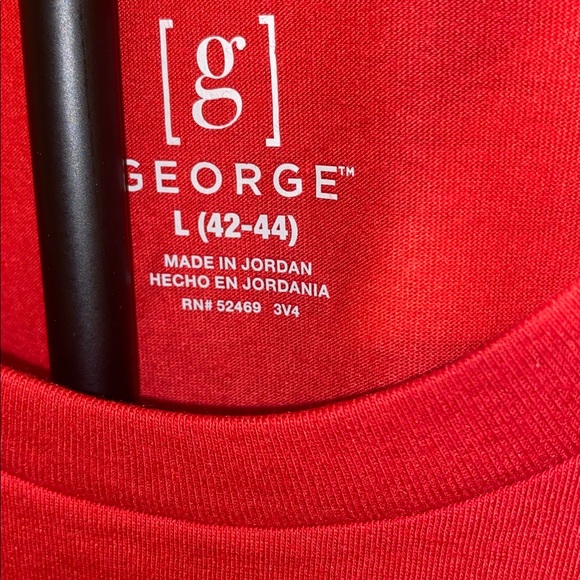 [g]
GEORGE™
L (42-44)
MADE IN JORDAN
HECHO EN JORDANIA
RN# 52469 3V4